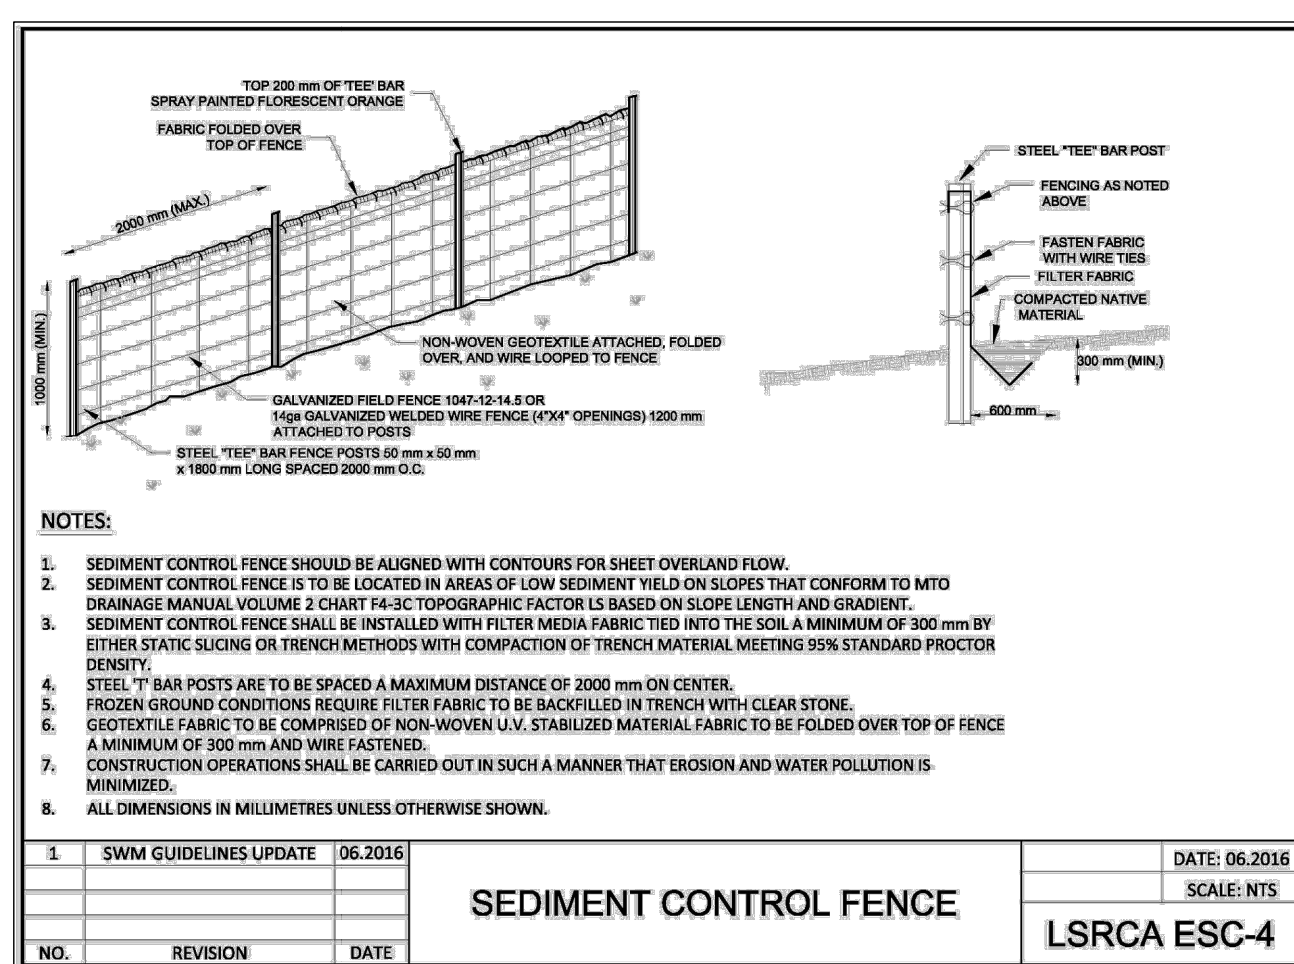 TOP 200 mm OF 'TEE' BAR
SPRAY PAINTED FLORESCENT ORANGE
FABRIC FOLDED OVER
TOP OF FENCE
2000 mm (MAX.)
1000 mm (MIN.)
NON-WOVEN GEOTEXTILE ATTACHED, FOLDED
OVER, AND WIRE LOOPED TO FENCE
GALVANIZED FIELD FENCE 1047-12-14.5 OR
14ga GALVANIZED WELDED WIRE FENCE (4"X4" OPENINGS) 1200 mm
ATTACHED TO POSTS
STEEL "TEE" BAR FENCE POSTS 50 mm x 50 mm
x 1800 mm LONG SPACED 2000 mm O.C.
STEEL "TEE" BAR POST
FENCING AS NOTED
ABOVE
FASTEN FABRIC
WITH WIRE TIES
FILTER FABRIC
COMPACTED NATIVE
MATERIAL
300 mm (MIN.)
600 mm
NOTES:
1. SEDIMENT CONTROL FENCE SHOULD BE ALIGNED WITH CONTOURS FOR SHEET OVERLAND FLOW.
2. SEDIMENT CONTROL FENCE IS TO BE LOCATED IN AREAS OF LOW SEDIMENT YIELD ON SLOPES THAT CONFORM TO MTO
DRAINAGE MANUAL VOLUME 2 CHART F4-3C TOPOGRAPHIC FACTOR LS BASED ON SLOPE LENGTH AND GRADIENT.
3. SEDIMENT CONTROL FENCE SHALL BE INSTALLED WITH FILTER MEDIA FABRIC TIED INTO THE SOIL A MINIMUM OF 300 mm BY
EITHER STATIC SLICING OR TRENCH METHODS WITH COMPACTION OF TRENCH MATERIAL MEETING 95% STANDARD PROCTOR
DENSITY.
4. STEEL 'T' BAR POSTS ARE TO BE SPACED A MAXIMUM DISTANCE OF 2000 mm ON CENTER.
5. FROZEN GROUND CONDITIONS REQUIRE FILTER FABRIC TO BE BACKFILLED IN TRENCH WITH CLEAR STONE.
6. GEOTEXTILE FABRIC TO BE COMPRISED OF NON-WOVEN U.V. STABILIZED MATERIAL FABRIC TO BE FOLDED OVER TOP OF FENCE
A MINIMUM OF 300 mm AND WIRE FASTENED.
7. CONSTRUCTION OPERATIONS SHALL BE CARRIED OUT IN SUCH A MANNER THAT EROSION AND WATER POLLUTION IS
MINIMIZED.
8. ALL DIMENSIONS IN MILLIMETRES UNLESS OTHERWISE SHOWN.
1 SWM GUIDELINES UPDATE 06.2016
NO. REVISION DATE
SEDIMENT CONTROL FENCE
DATE: 06.2016
SCALE: NTS
LSRCA ESC-4